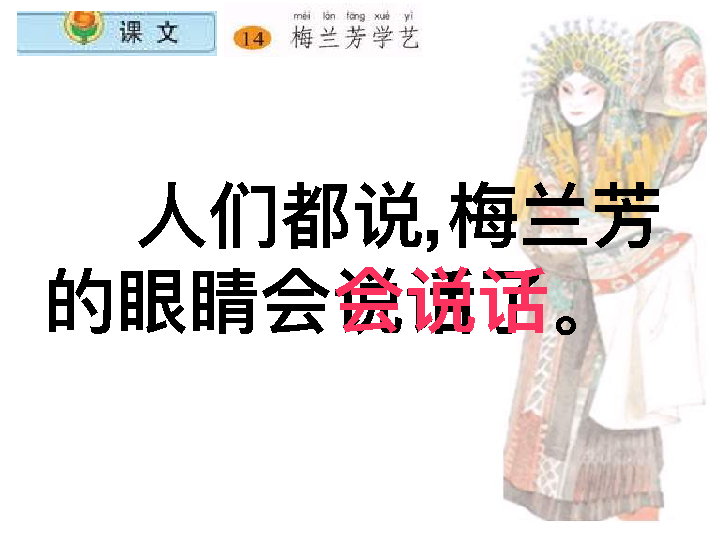 课文
14
méi lán fāng xué yì
梅兰芳学艺
人们都说,梅兰芳
的眼睛会会说话。